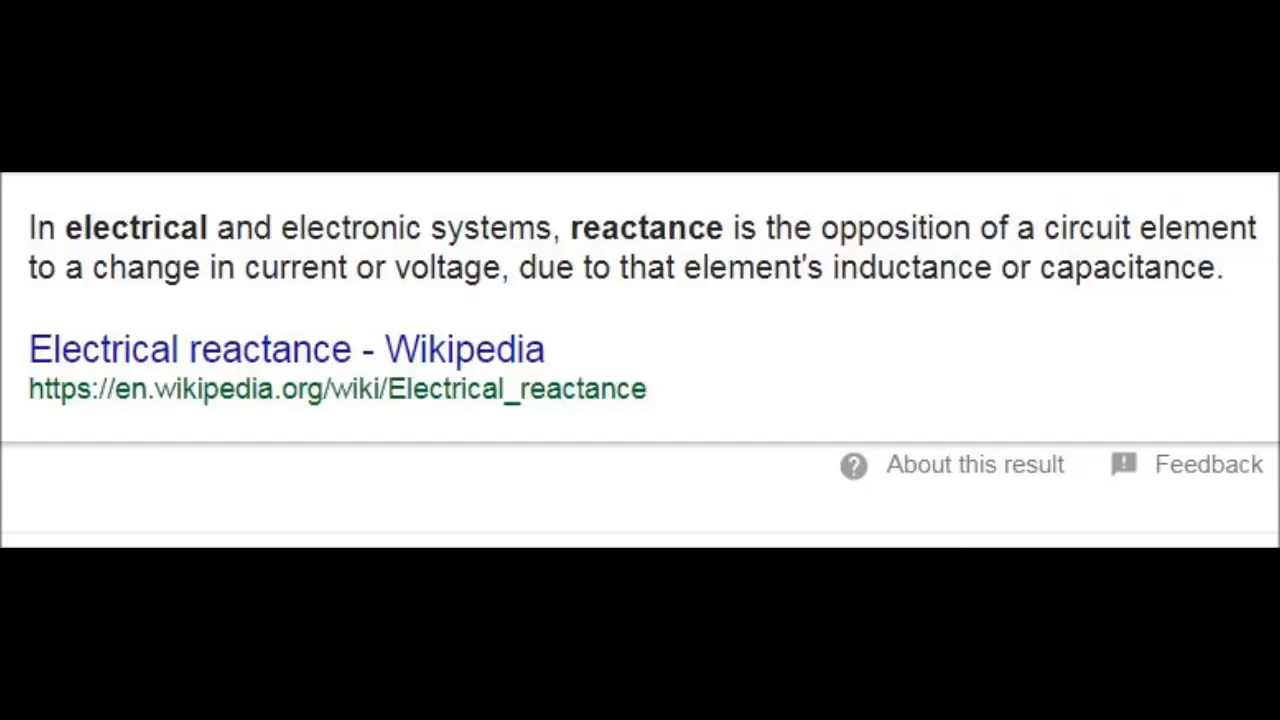 In electrical and electronic systems, reactance is the opposition of a circuit element
to a change in current or voltage, due to that element's inductance or capacitance.
Electrical reactance - Wikipedia
https://en.wikipedia.org/wiki/Electrical_reactance
About this result Feedback